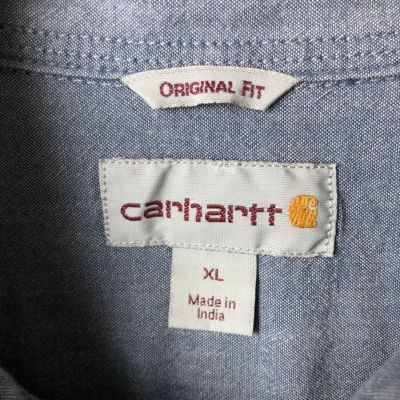 ORIGINAL FIT
carhartt
XL
Made in
India